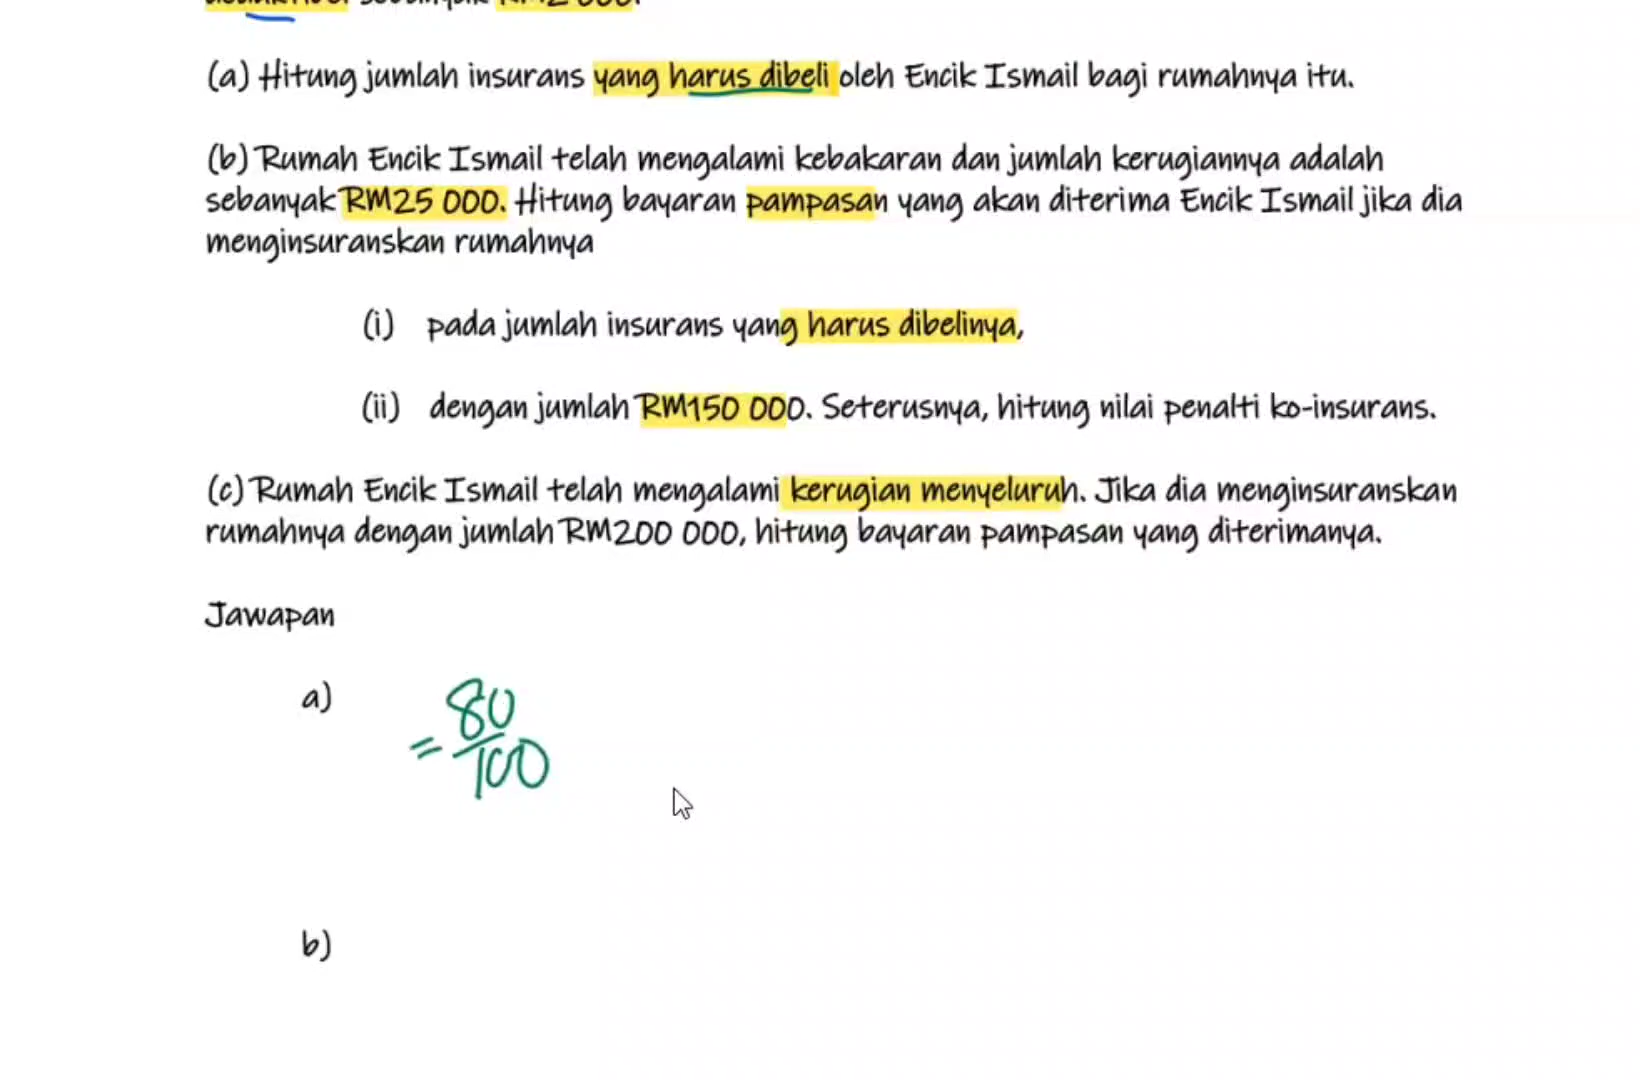 deduktibel sebanyak RM2 000.
(a) Hitung jumlah insurans yang harus dibeli oleh Encik Ismail bagi rumahnya itu.
(b) Rumah Encik Ismail telah mengalami kebakaran dan jumlah kerugiannya adalah
sebanyak RM25 000. Hitung bayaran pampasan yang akan diterima Encik Ismail jika dia
menginsuranskan rumahnya
(i) pada jumlah insurans yang harus dibelinya,
(ii) dengan jumlah RM150 000. Seterusnya, hitung nilai penalti ko-insurans.
(c) Rumah Encik Ismail telah mengalami kerugian menyeluruh. Jika dia menginsuranskan
rumahnya dengan jumlah RM200 000, hitung bayaran pampasan yang diterimanya.
Jawapan
a)
= 80
100
b)